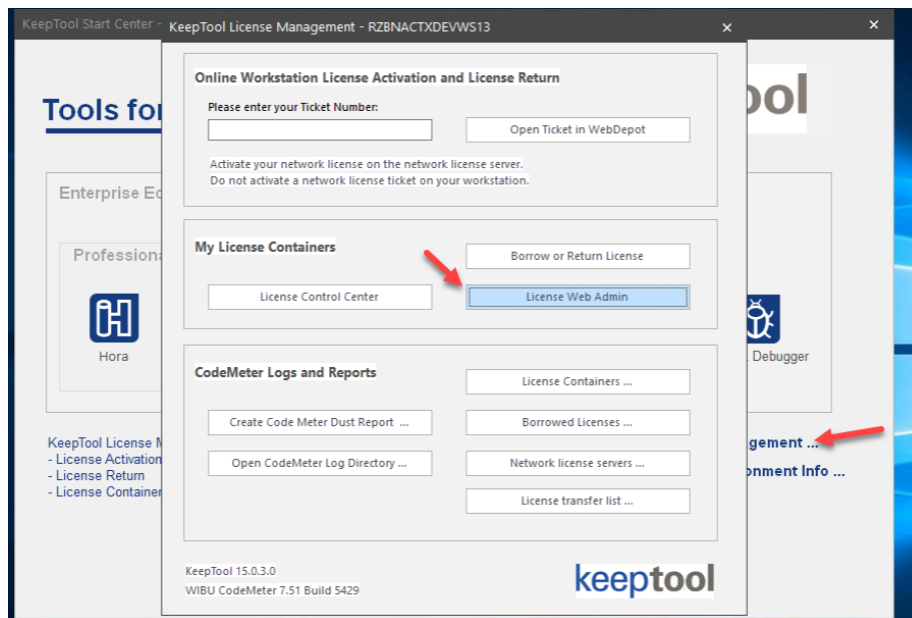 KeepTool Start Center -
KeepTool License Management - RZBNACTXDEVWS13
Tools for
ool
Enterprise Ed
Professiona
Hora
Debugger
KeepTool License M
- License Activation
- License Return
- License Container
gement ...
onment Info ...
Online Workstation License Activation and License Return
Please enter your Ticket Number:
Open Ticket in WebDepot
Activate your network license on the network license server.
Do not activate a network license ticket on your workstation.
My License Containers
Borrow or Return License
License Control Center
License Web Admin
CodeMeter Logs and Reports
License Containers ...
Create Code Meter Dust Report ...
Borrowed Licenses ...
Open CodeMeter Log Directory ...
Network license servers ...
License transfer list ...
KeepTool 15.0.3.0
WIBU CodeMeter 7.51 Build 5429
keeptool